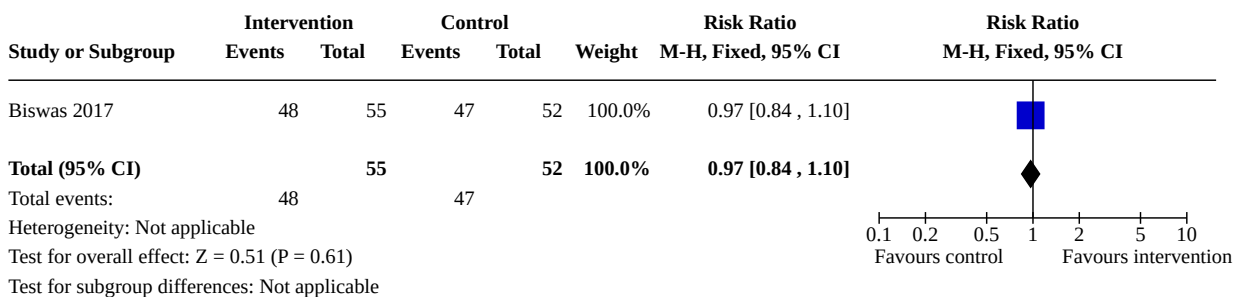 Intervention Control Risk Ratio Risk Ratio
Study or Subgroup Events Total Events Total Weight M-H, Fixed, 95% CI M-H, Fixed, 95% CI
Biswas 2017 48 55 47 52 100.0% 0.97 [0.84 , 1.10]
Total (95% CI) 55 52 100.0% 0.97 [0.84 , 1.10]
Total events: 48 47
Heterogeneity: Not applicable
0.1 0.2 0.5 1 2 5 10
Test for overall effect: Z = 0.51 (P = 0.61) Favours control Favours intervention
Test for subgroup differences: Not applicable